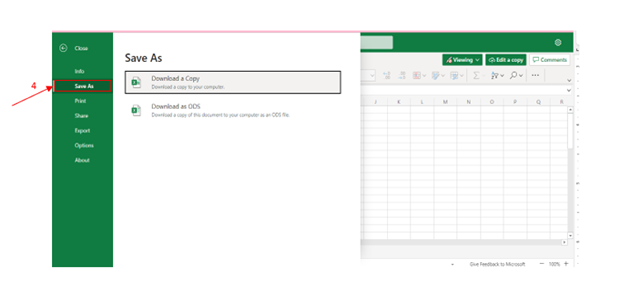 Close
Info
4
Save As
Print
Share
Export
Options
About
Save As
Download a Copy
Download a copy to your computer.
Download as ODS
Download a copy of this document to your computer as an ODS file.
Viewing
Edit a copy
Comments
J K L M N O P Q R
Give Feedback to Microsoft
100%